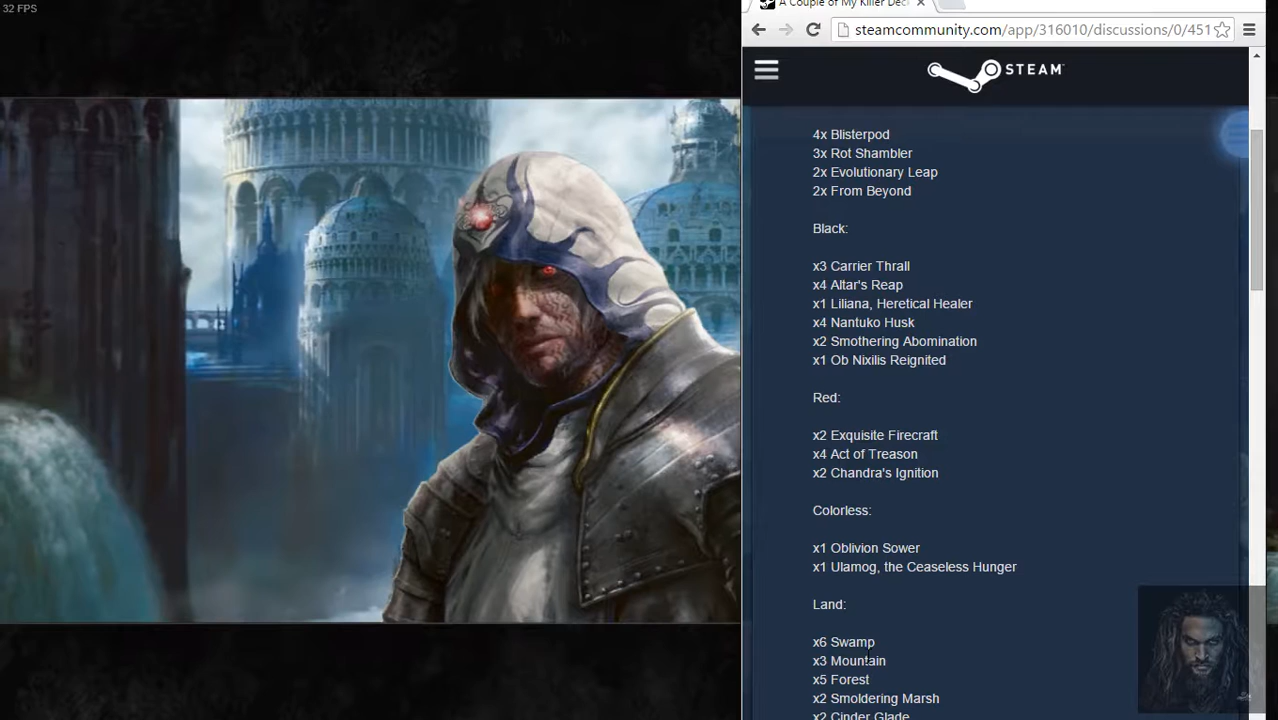 32 FPS
A Couple of My Killer Dec
steamcommunity.com/app/316010/discussions/0/451
STEAM
4x Blisterpod
3x Rot Shambler
2x Evolutionary Leap
2x From Beyond
Black:
x3 Carrier Thrall
x4 Altar's Reap
x1 Liliana, Heretical Healer
x4 Nantuko Husk
x2 Smothering Abomination
x1 Ob Nixilis Reignited
Red:
x2 Exquisite Firecraft
x4 Act of Treason
x2 Chandra's Ignition
Colorless:
x1 Oblivion Sower
x1 Ulamog, the Ceaseless Hunger
Land:
x6 Swamp
x3 Mountain
x5 Forest
x2 Smoldering Marsh
x2 Cinder Glade